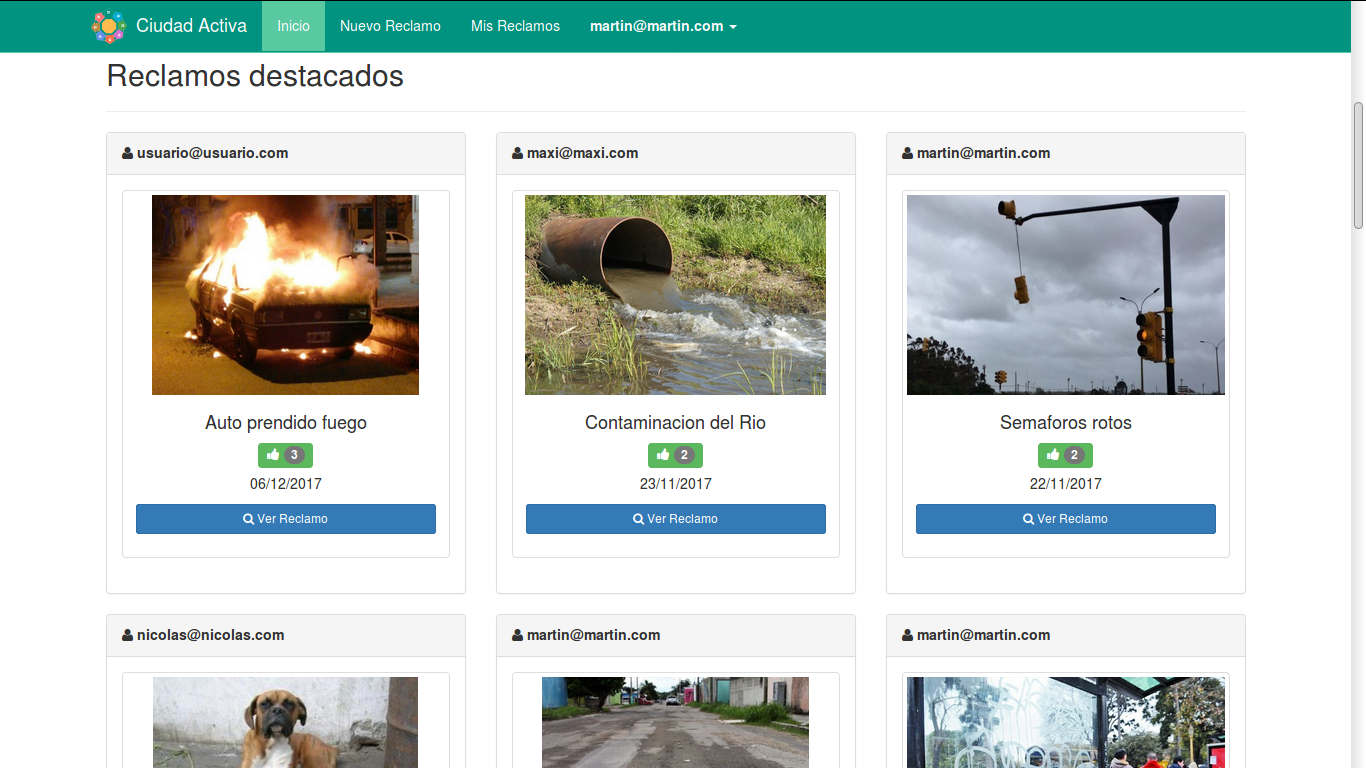 Ciudad Activa Inicio Nuevo Reclamo Mis Reclamos martin@martin.com
Reclamos destacados
usuario@usuario.com
Auto prendido fuego
3
06/12/2017
Ver Reclamo
maxi@maxi.com
Contaminacion del Rio
2
23/11/2017
Ver Reclamo
martin@martin.com
Semaforos rotos
2
22/11/2017
Ver Reclamo
nicolas@nicolas.com
martin@martin.com
martin@martin.com